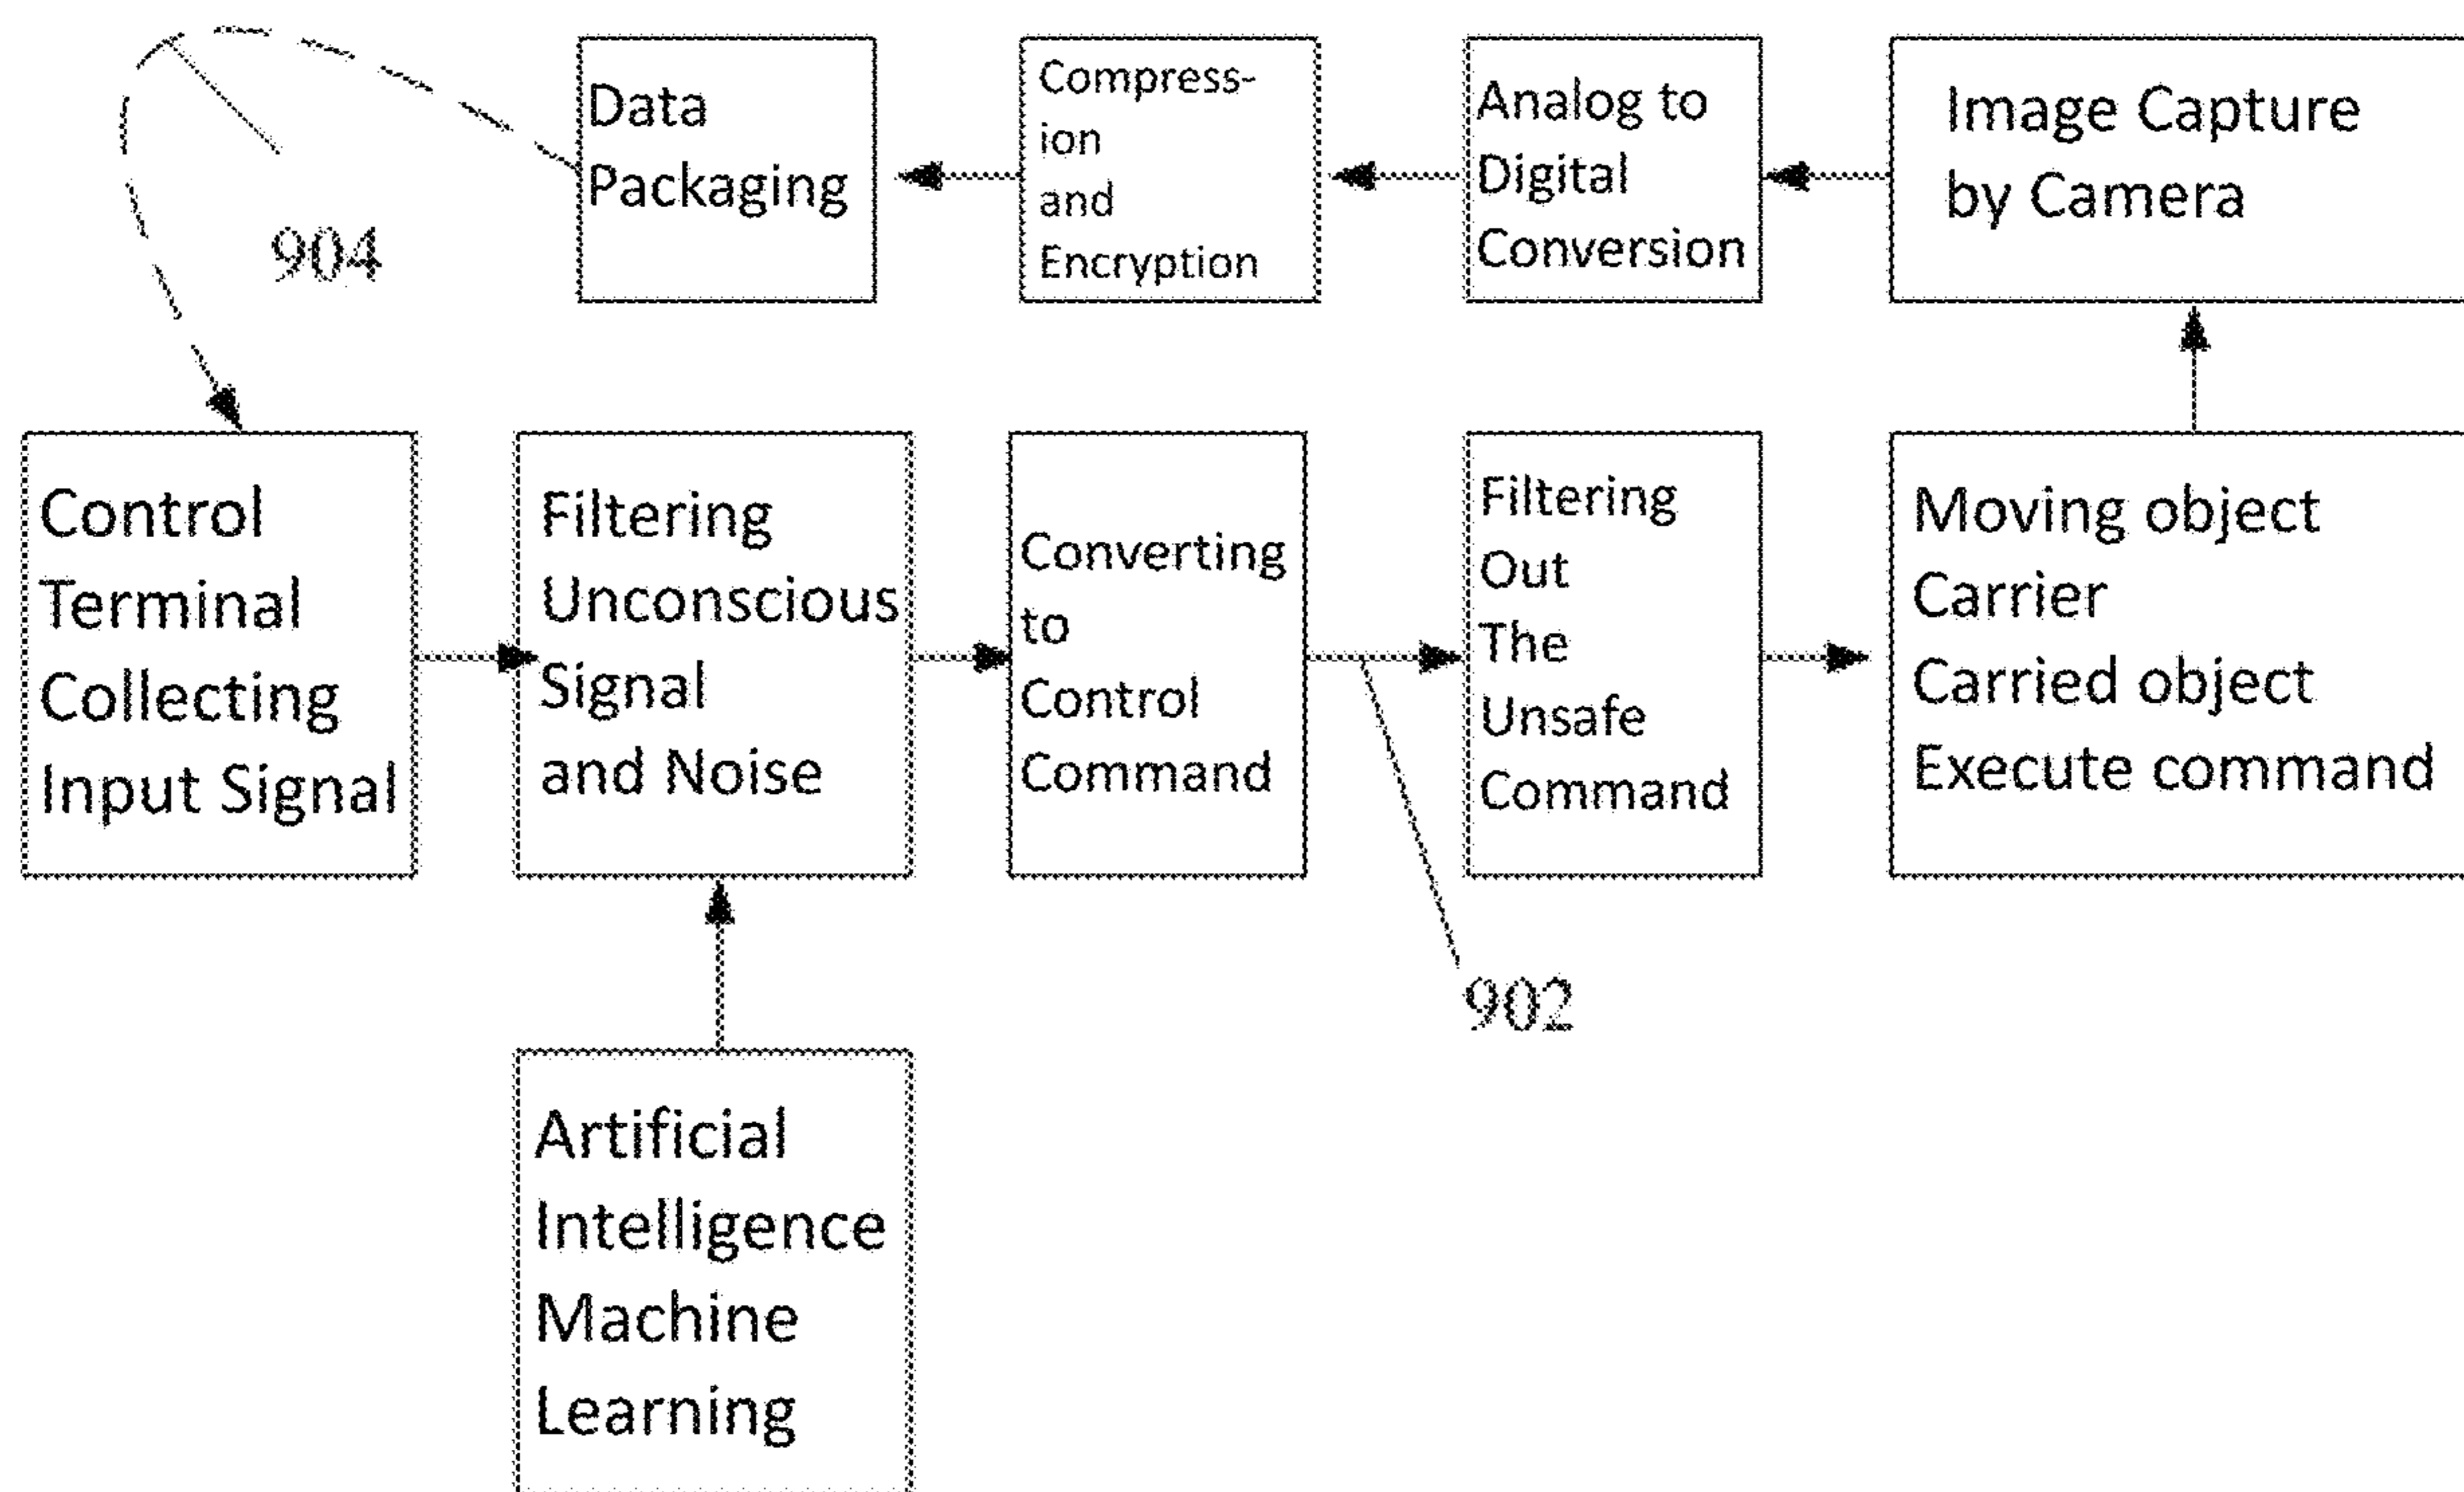 Data
Packaging
Compress-
ion
and
Encryption
Analog to
Digital
Conversion
Image Capture
by Camera
904
Control
Terminal
Collecting
Input Signal
Filtering
Unconscious
Signal
and Noise
Converting
to
Control
Command
Filtering
Out
The
Unsafe
Command
Moving object
Carrier
Carried object
Execute command
902
Artificial
Intelligence
Machine
Learning